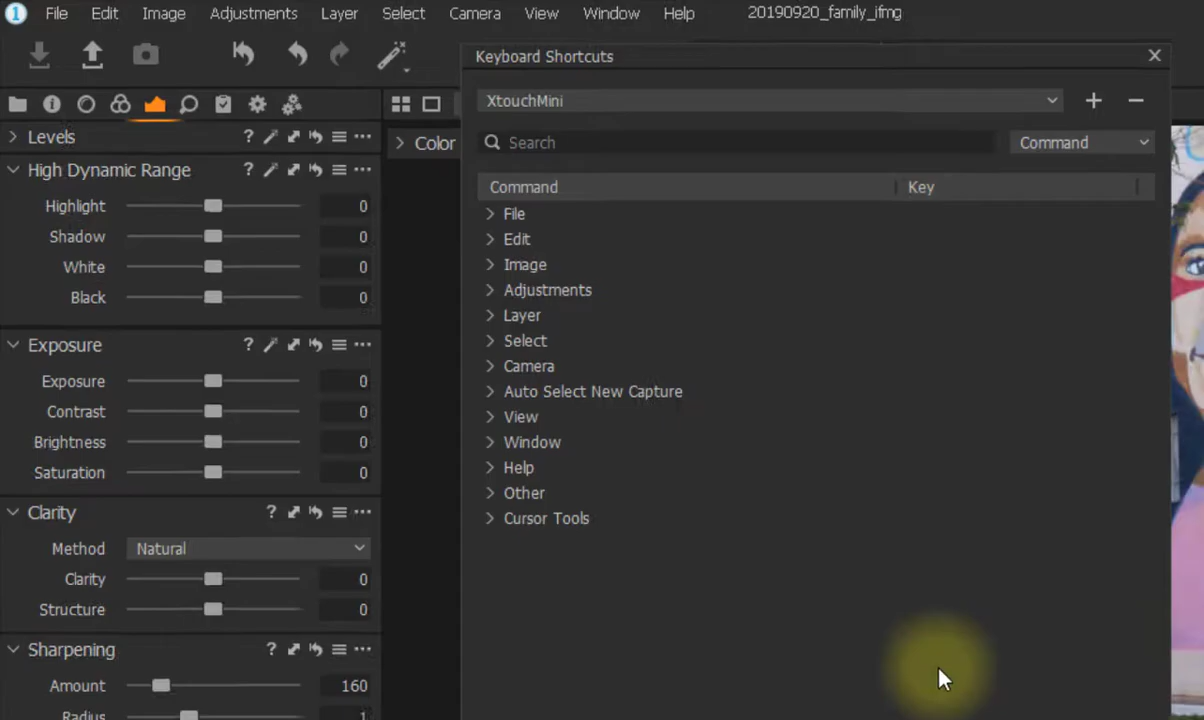 1 File Edit Image Adjustments Layer Select Camera View Window Help 20190920_family_ifmg
Keyboard Shortcuts
XtouchMini
Search Command
Command Key
File
Edit
Image
Adjustments
Layer
Select
Camera
Auto Select New Capture
View
Window
Help
Other
Cursor Tools
Color
Levels ?
High Dynamic Range ?
Highlight 0
Shadow 0
White 0
Black 0
Exposure ?
Exposure 0
Contrast 0
Brightness 0
Saturation 0
Clarity ?
Method Natural
Clarity 0
Structure 0
Sharpening ?
Amount 160
Radius 1